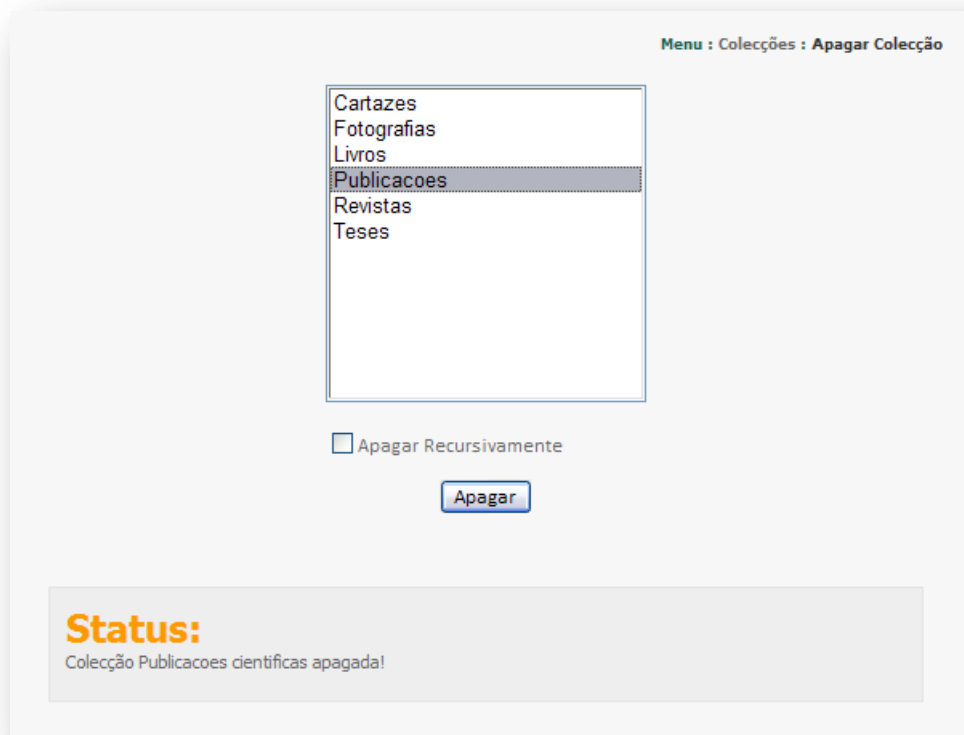 Menu : Colecções : Apagar Colecção
Cartazes
Fotografias
Livros
Publicacoes
Revistas
Teses
Apagar Recursivamente
Apagar
Status:
Colecção Publicacoes cientificas apagada!